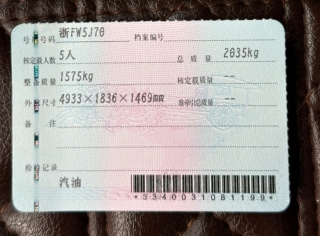 号牌号码 浙FW5J70 档案编号
核定载人数 5人 总质量 2035kg
整备质量 1575kg 核定载质量 --
外廓尺寸 4933×1836×1469mm 准牵引总质量 --
备注
检验记录
汽油
*3340031081199*